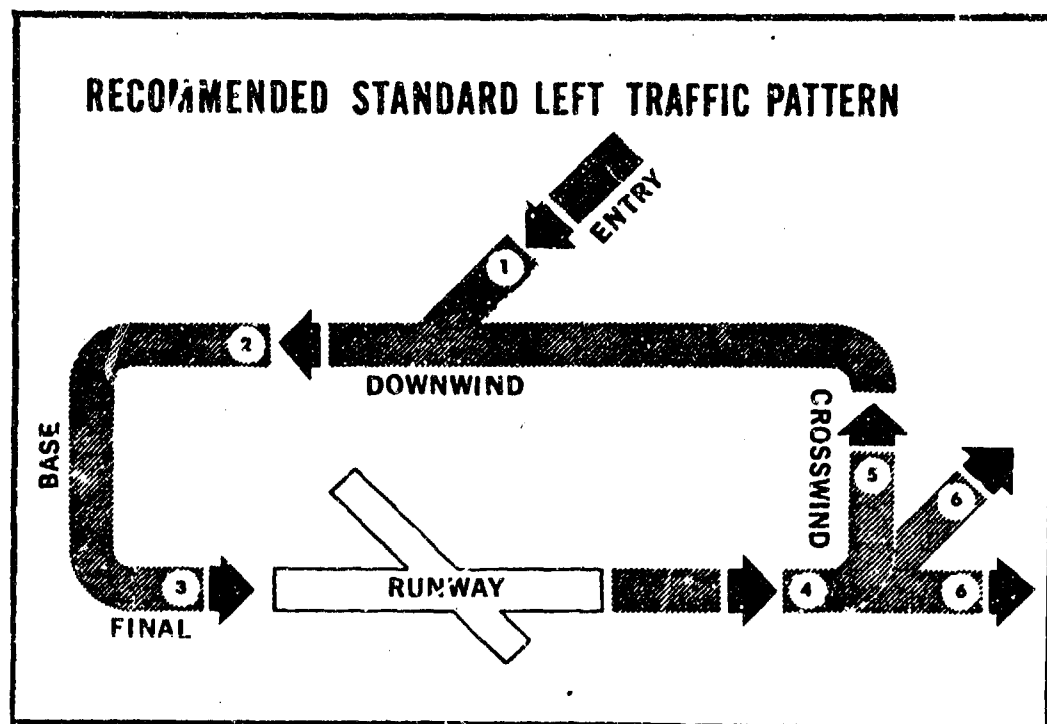 RECOMMENDED STANDARD LEFT TRAFFIC PATTERN
ENTRY
1
2
DOWNWIND
CROSSWIND
BASE
5
6
3
RUNWAY
4
6
FINAL